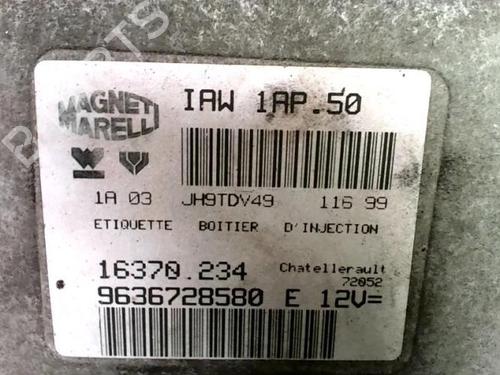 MAGNETI
MARELLI
IAW 1AP.50
1A 03 JH9TDV49 116 99
ETIQUETTE BOITIER D'INJECTION
16370.234 Chatellerault
72052
9636728580 E 12V=